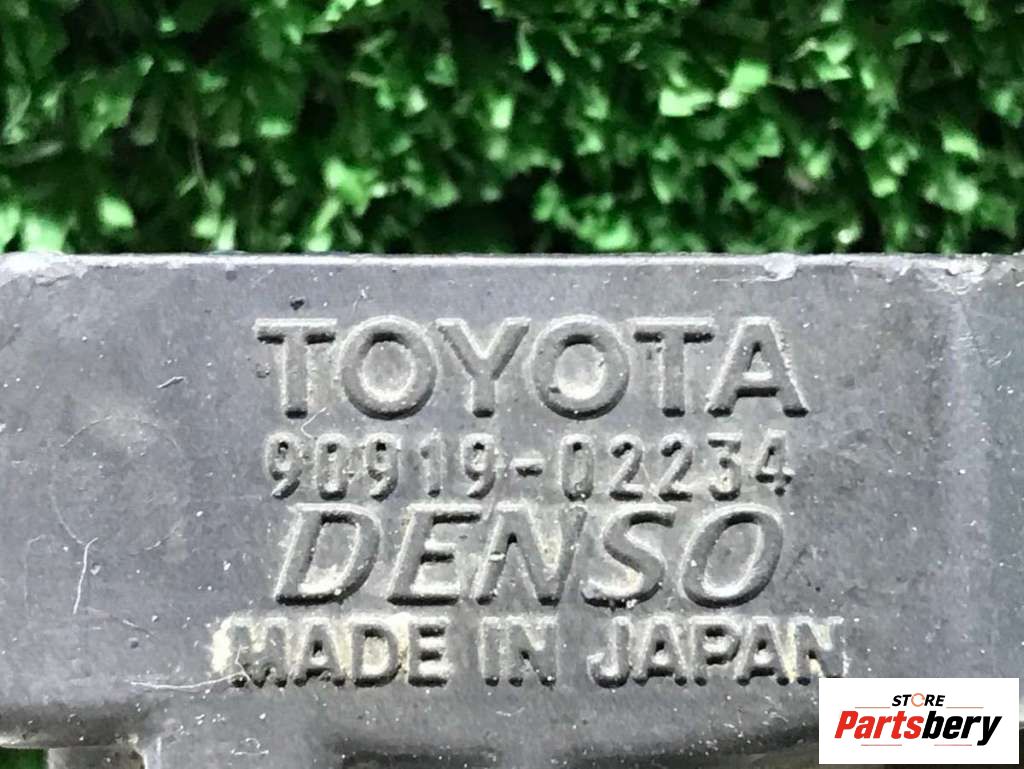 TOYOTA
90919-02234
DENSO
MADE IN JAPAN
STORE
Partsbery